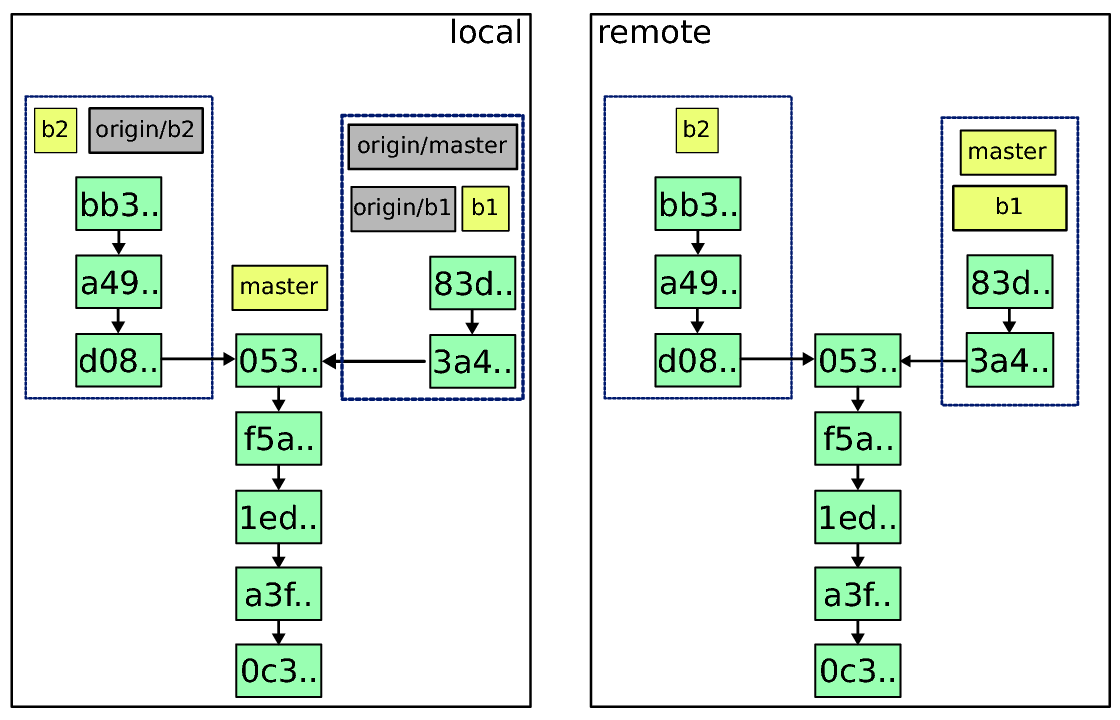 local
b2
origin/b2
origin/master
origin/b1
b1
bb3..
a49..
master
83d..
d08..
053..
3a4..
f5a..
1ed..
a3f..
0c3..
remote
b2
master
b1
bb3..
a49..
83d..
d08..
053..
3a4..
f5a..
1ed..
a3f..
0c3..